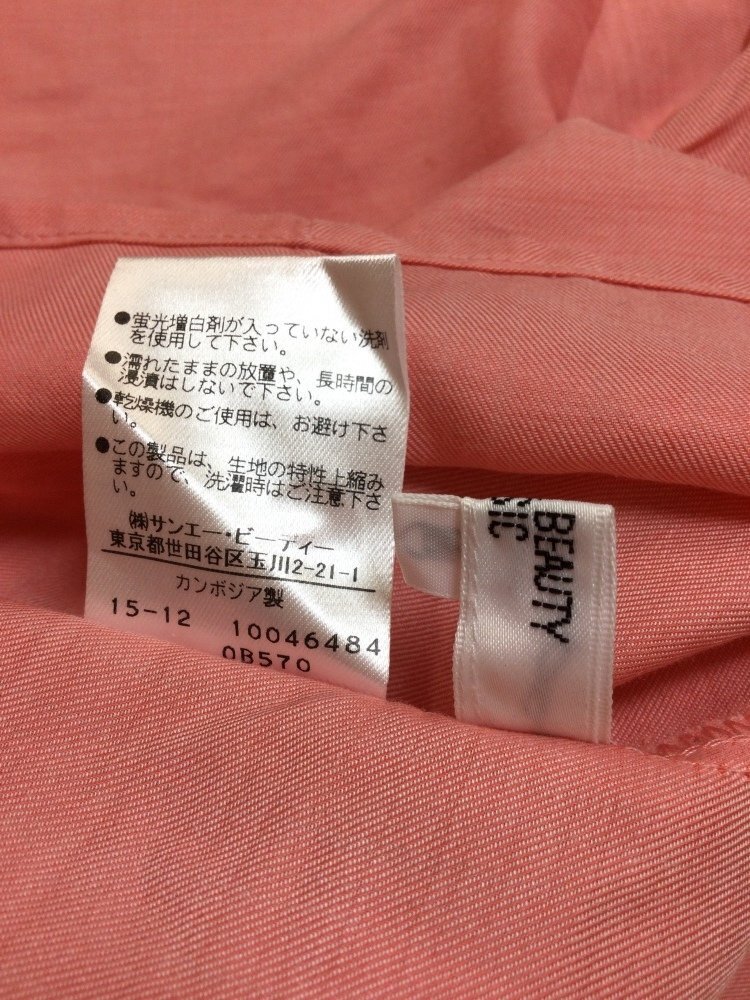 ●蛍光増白剤が入っていない洗剤
を使用して下さい。
●濡れたままの放置や、長時間の
浸漬はしないで下さい。
●乾燥機のご使用は、お避け下さ
い。
●この製品は、生地の特性上縮み
ますので、洗濯時はご注意下さ
い。
㈱サンエー・ビーディー
東京都世田谷区玉川2-21-1
カンボジア製
15-12 10046484
0B570
BEAUTY
SIC